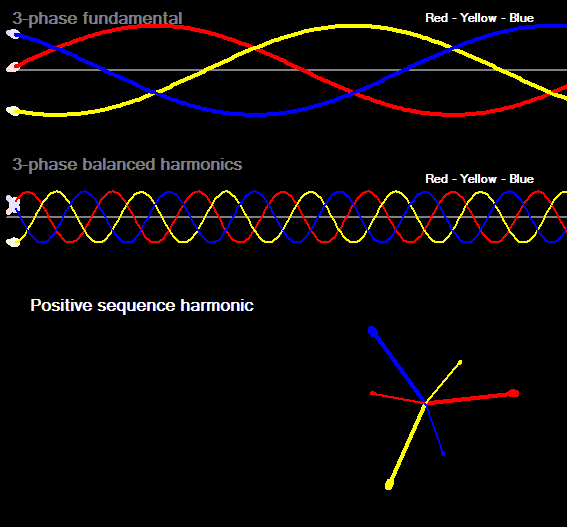 3-phase fundamental
Red - Yellow - Blue
3-phase balanced harmonics
Red - Yellow - Blue
Positive sequence harmonic